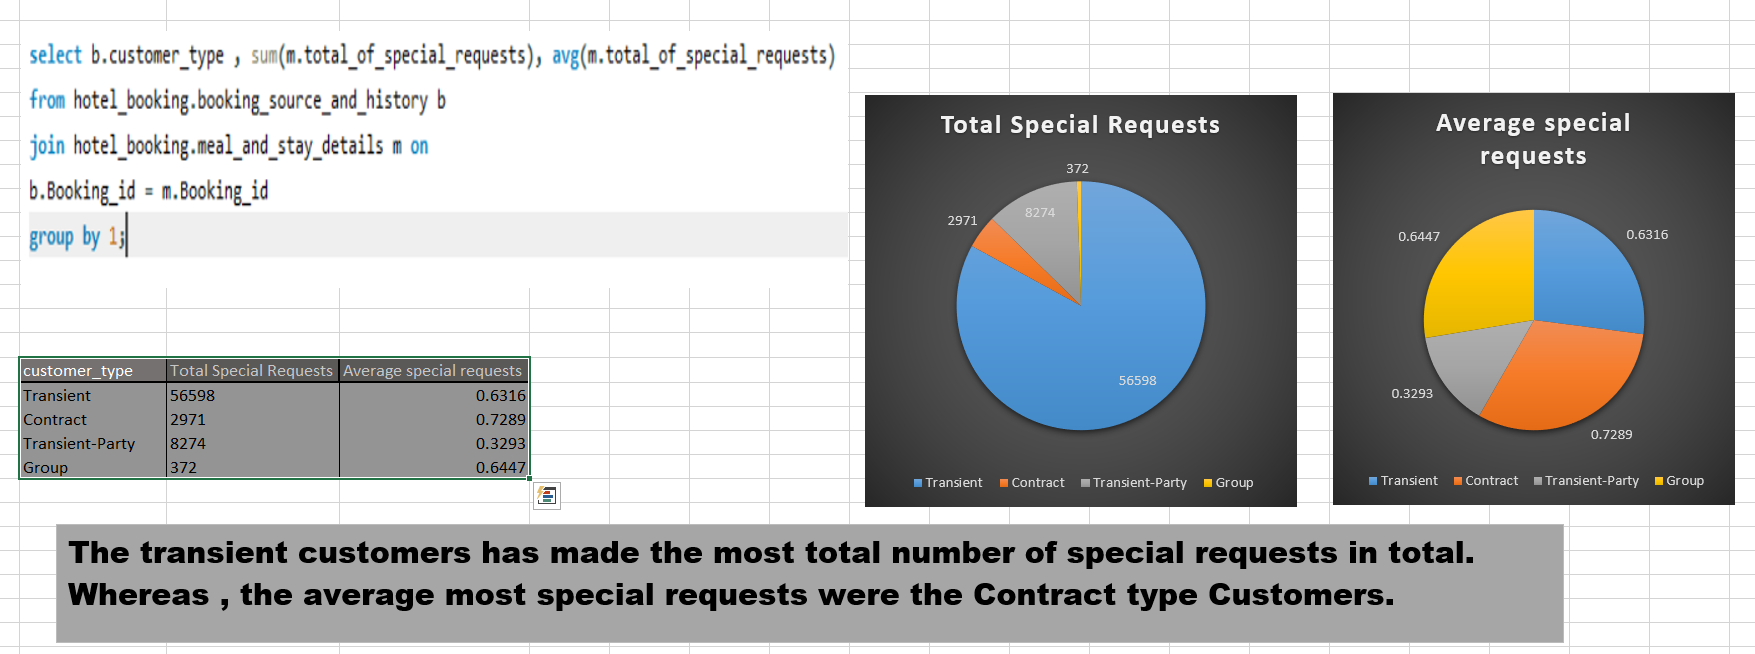 select b.customer_type , sum(m.total_of_special_requests), avg(m.total_of_special_requests)
from hotel_booking.booking_source_and_history b
join hotel_booking.meal_and_stay_details m on
b.Booking_id = m.Booking_id
group by 1;
customer_type Total Special Requests Average special requests
Transient 56598 0.6316
Contract 2971 0.7289
Transient-Party 8274 0.3293
Group 372 0.6447
Total Special Requests
372
2971
8274
56598
Transient Contract Transient-Party Group
Average special
requests
0.6447
0.6316
0.3293
0.7289
Transient Contract Transient-Party Group
The transient customers has made the most total number of special requests in total.
Whereas , the average most special requests were the Contract type Customers.